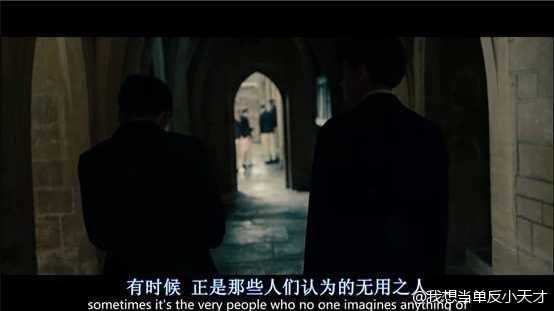 有时候 正是那些人们认为的无用之人
sometimes it's the very people who no one imagines anything of
@我想当单反小天才